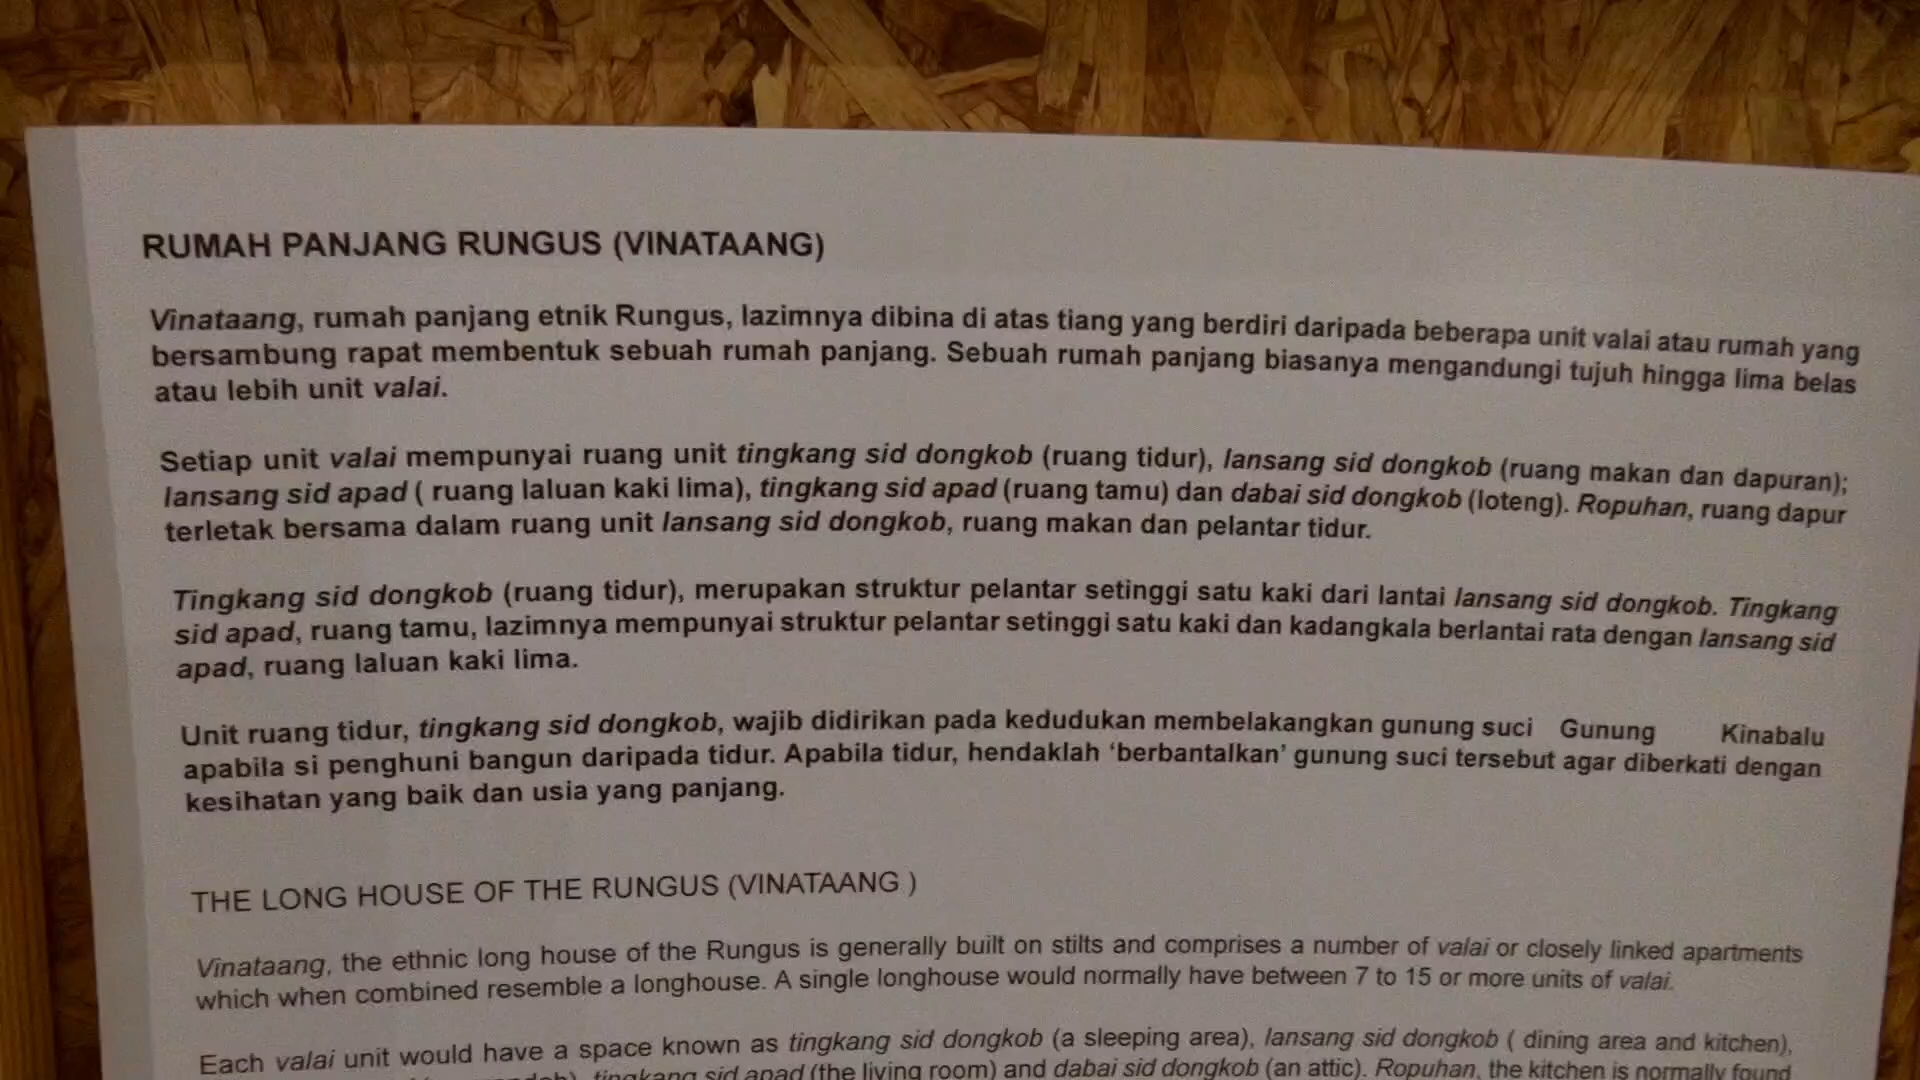 RUMAH PANJANG RUNGUS (VINATAANG)
Vinataang, rumah panjang etnik Rungus, lazimnya dibina di atas tiang yang berdiri daripada beberapa unit valai atau rumah yang
bersambung rapat membentuk sebuah rumah panjang. Sebuah rumah panjang biasanya mengandungi tujuh hingga lima belas
atau lebih unit valai.
Setiap unit valai mempunyai ruang unit tingkang sid dongkob (ruang tidur), lansang sid dongkob (ruang makan dan dapuran);
lansang sid apad ( ruang laluan kaki lima), tingkang sid apad (ruang tamu) dan dabai sid dongkob (loteng). Ropuhan, ruang dapur
terletak bersama dalam ruang unit lansang sid dongkob, ruang makan dan pelantar tidur.
Tingkang sid dongkob (ruang tidur), merupakan struktur pelantar setinggi satu kaki dari lantai lansang sid dongkob. Tingkang
sid apad, ruang tamu, lazimnya mempunyai struktur pelantar setinggi satu kaki dan kadangkala berlantai rata dengan lansang sid
apad, ruang laluan kaki lima.
Unit ruang tidur, tingkang sid dongkob, wajib didirikan pada kedudukan membelakangkan gunung suci Gunung Kinabalu
apabila si penghuni bangun daripada tidur. Apabila tidur, hendaklah ‘berbantalkan’ gunung suci tersebut agar diberkati dengan
kesihatan yang baik dan usia yang panjang.
THE LONG HOUSE OF THE RUNGUS (VINATAANG )
Vinataang, the ethnic long house of the Rungus is generally built on stilts and comprises a number of valai or closely linked apartments
which when combined resemble a longhouse. A single longhouse would normally have between 7 to 15 or more units of valai.
Each valai unit would have a space known as tingkang sid dongkob (a sleeping area), lansang sid dongkob ( dining area and kitchen),
tingkang sid apad (the living room) and dabai sid dongkob (an attic). Ropuhan, the kitchen is normally found